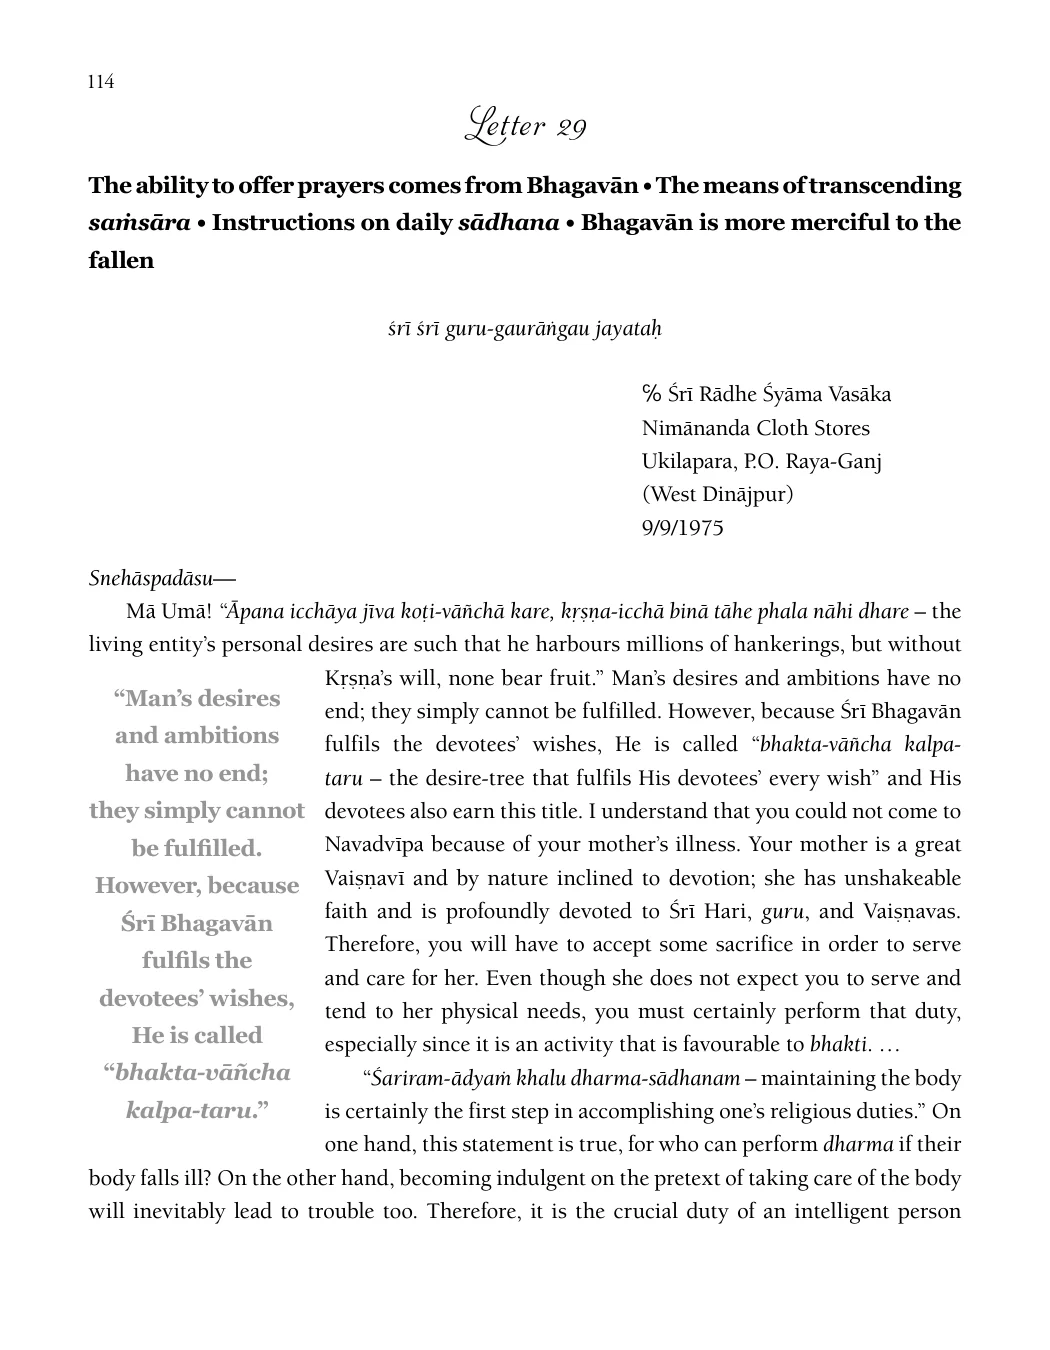 114
Letter 29
The ability to offer prayers comes from Bhagavān • The means of transcending
saṁsāra • Instructions on daily sādhana • Bhagavān is more merciful to the
fallen
śrī śrī guru-gaurāṅgau jayataḥ
℅ Śrī Rādhe Śyāma Vasāka
Nimānanda Cloth Stores
Ukilapara, P.O. Raya-Ganj
(West Dinājpur)
9/9/1975
Snehāspadāsu—
Mā Umā! “Āpana icchāya jīva koṭi-vāñchā kare, kṛṣṇa-icchā binā tāhe phala nāhi dhare – the
living entity’s personal desires are such that he harbours millions of hankerings, but without
Kṛṣṇa’s will, none bear fruit.” Man’s desires and ambitions have no
end; they simply cannot be fulfilled. However, because Śrī Bhagavān
fulfils the devotees’ wishes, He is called “bhakta-vāñcha kalpa-
taru – the desire-tree that fulfils His devotees’ every wish” and His
devotees also earn this title. I understand that you could not come to
Navadvīpa because of your mother’s illness. Your mother is a great
Vaiṣṇavī and by nature inclined to devotion; she has unshakeable
faith and is profoundly devoted to Śrī Hari, guru, and Vaiṣṇavas.
Therefore, you will have to accept some sacrifice in order to serve
and care for her. Even though she does not expect you to serve and
tend to her physical needs, you must certainly perform that duty,
especially since it is an activity that is favourable to bhakti. …
“Śariram-ādyaṁ khalu dharma-sādhanam – maintaining the body
is certainly the first step in accomplishing one’s religious duties.” On
one hand, this statement is true, for who can perform dharma if their
body falls ill? On the other hand, becoming indulgent on the pretext of taking care of the body
will inevitably lead to trouble too. Therefore, it is the crucial duty of an intelligent person
“Man’s desires
and ambitions
have no end;
they simply cannot
be fulfilled.
However, because
Śrī Bhagavān
fulfils the
devotees’ wishes,
He is called
“bhakta-vāñcha
kalpa-taru.”